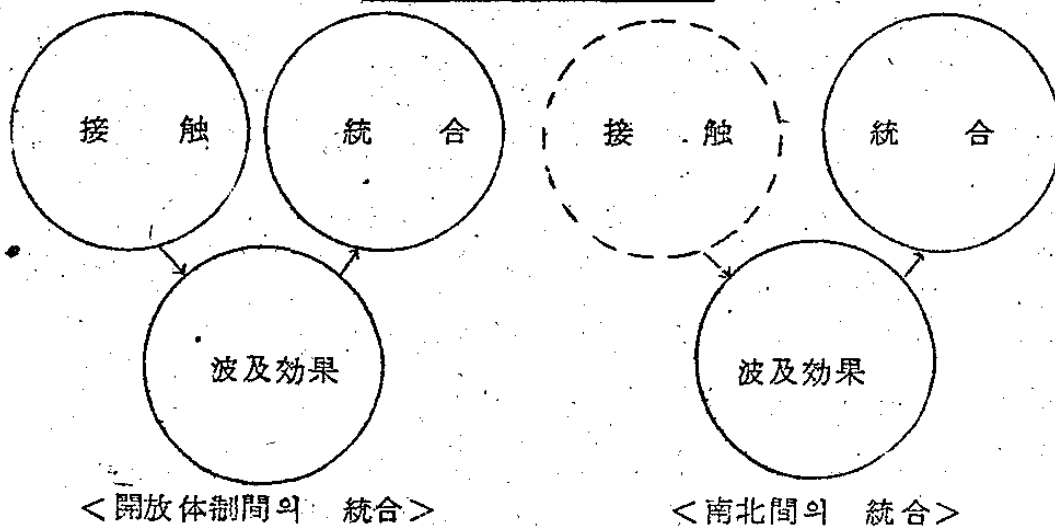 接 触
統 合
波及効果
<開放体制間의 統合>
接 触
統 合
波及効果
<南北間의 統合>